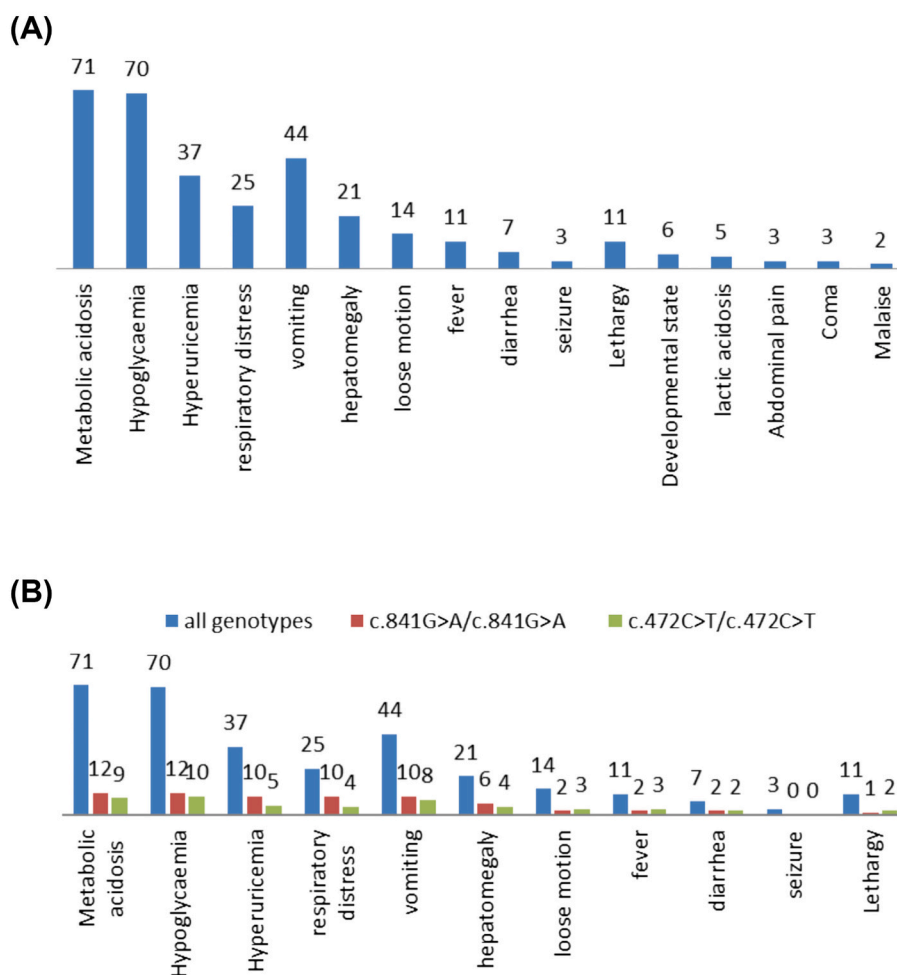 (A)
71
70
37
25
44
21
14
11
7
3
11
6
5
3
3
2
Metabolic acidosis
Hypoglycaemia
Hyperuricemia
respiratory distress
vomiting
hepatomegaly
loose motion
fever
diarrhea
seizure
Lethargy
Developmental state
lactic acidosis
Abdominal pain
Coma
Malaise
(B)
all genotypes
c.841G>A/c.841G>A
c.472C>T/c.472C>T
71
12
9
70
12
10
37
10
5
25
10
4
44
10
8
21
6
4
14
2
3
11
2
3
7
2
2
3
0
0
11
1
2
Metabolic
acidosis
Hypoglycaemia
Hyperuricemia
respiratory
distress
vomiting
hepatomegaly
loose motion
fever
diarrhea
seizure
Lethargy